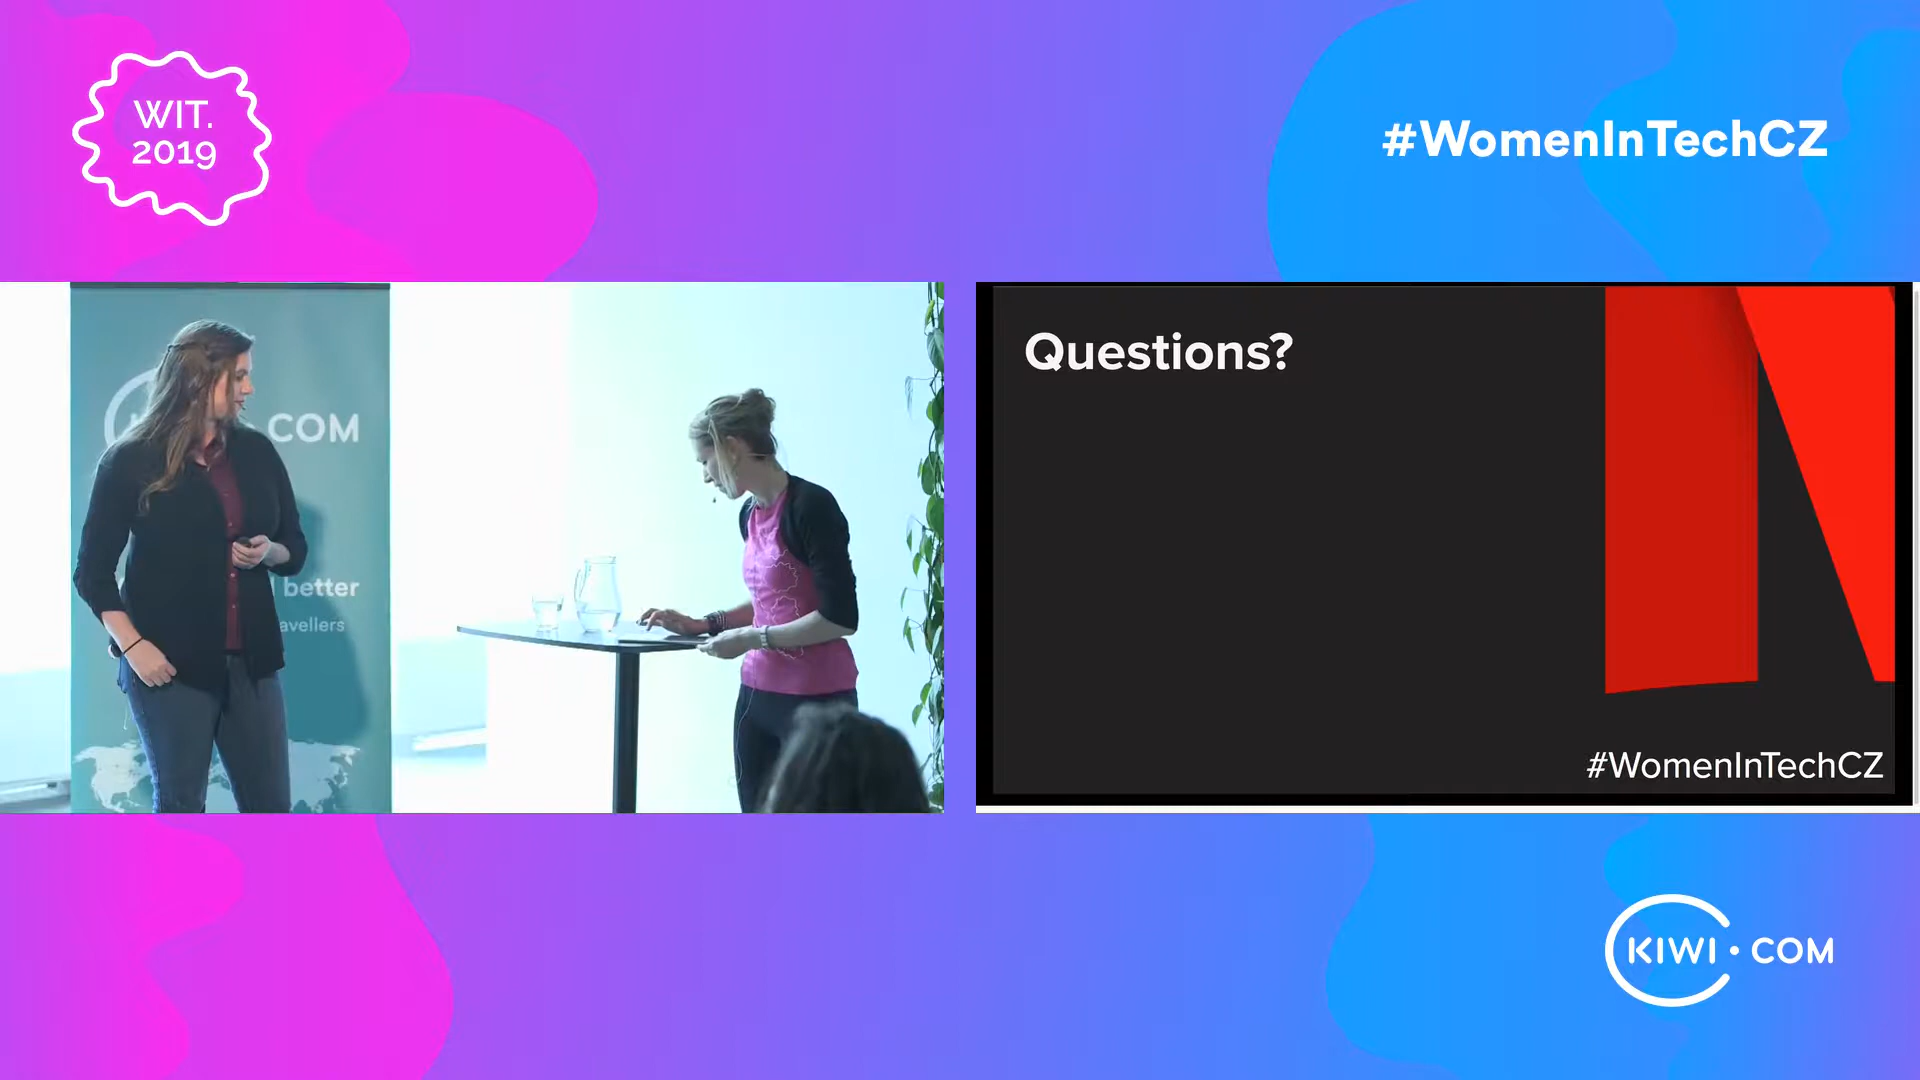 WIT.
2019
#WomenInTechCZ
.COM
better
avellers
Questions?
#WomenInTechCZ
KIWI.COM